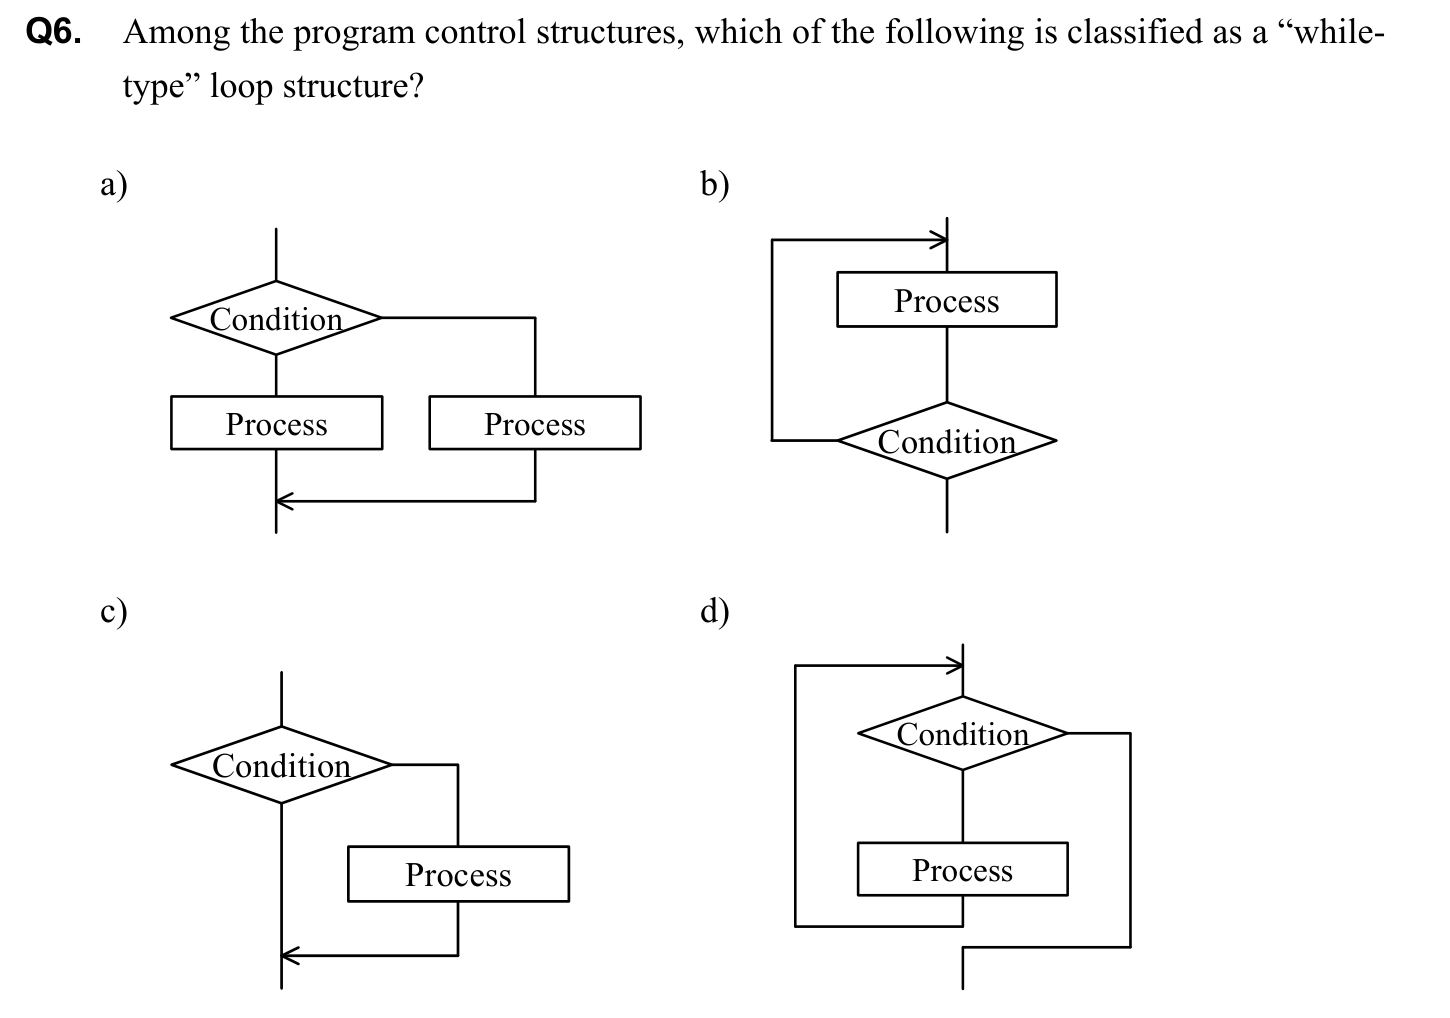 Q6. Among the program control structures, which of the following is classified as a “while-
type” loop structure?
a)
Condition
Process Process
b)
Process
Condition
c)
Condition
Process
d)
Condition
Process